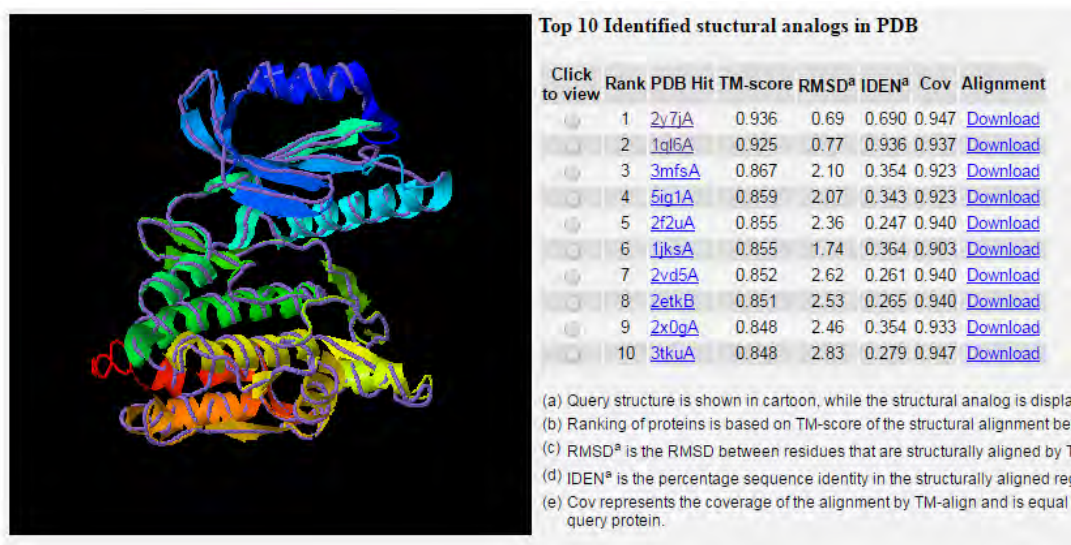 Top 10 Identified stuctural analogs in PDB
Click to view Rank PDB Hit TM-score RMSDa IDENa Cov Alignment
1 2y7jA 0.936 0.69 0.690 0.947 Download
2 1ql6A 0.925 0.77 0.936 0.937 Download
3 3mfsA 0.867 2.10 0.354 0.923 Download
4 5ig1A 0.859 2.07 0.343 0.923 Download
5 2f2uA 0.855 2.36 0.247 0.940 Download
6 1jksA 0.855 1.74 0.364 0.903 Download
7 2vd5A 0.852 2.62 0.261 0.940 Download
8 2etkB 0.851 2.53 0.265 0.940 Download
9 2x0gA 0.848 2.46 0.354 0.933 Download
10 3tkuA 0.848 2.83 0.279 0.947 Download
(a) Query structure is shown in cartoon, while the structural analog is displa
(b) Ranking of proteins is based on TM-score of the structural alignment be
(c) RMSDa is the RMSD between residues that are structurally aligned by T
(d) IDENa is the percentage sequence identity in the structurally aligned reg
(e) Cov represents the coverage of the alignment by TM-align and is equal
query protein.